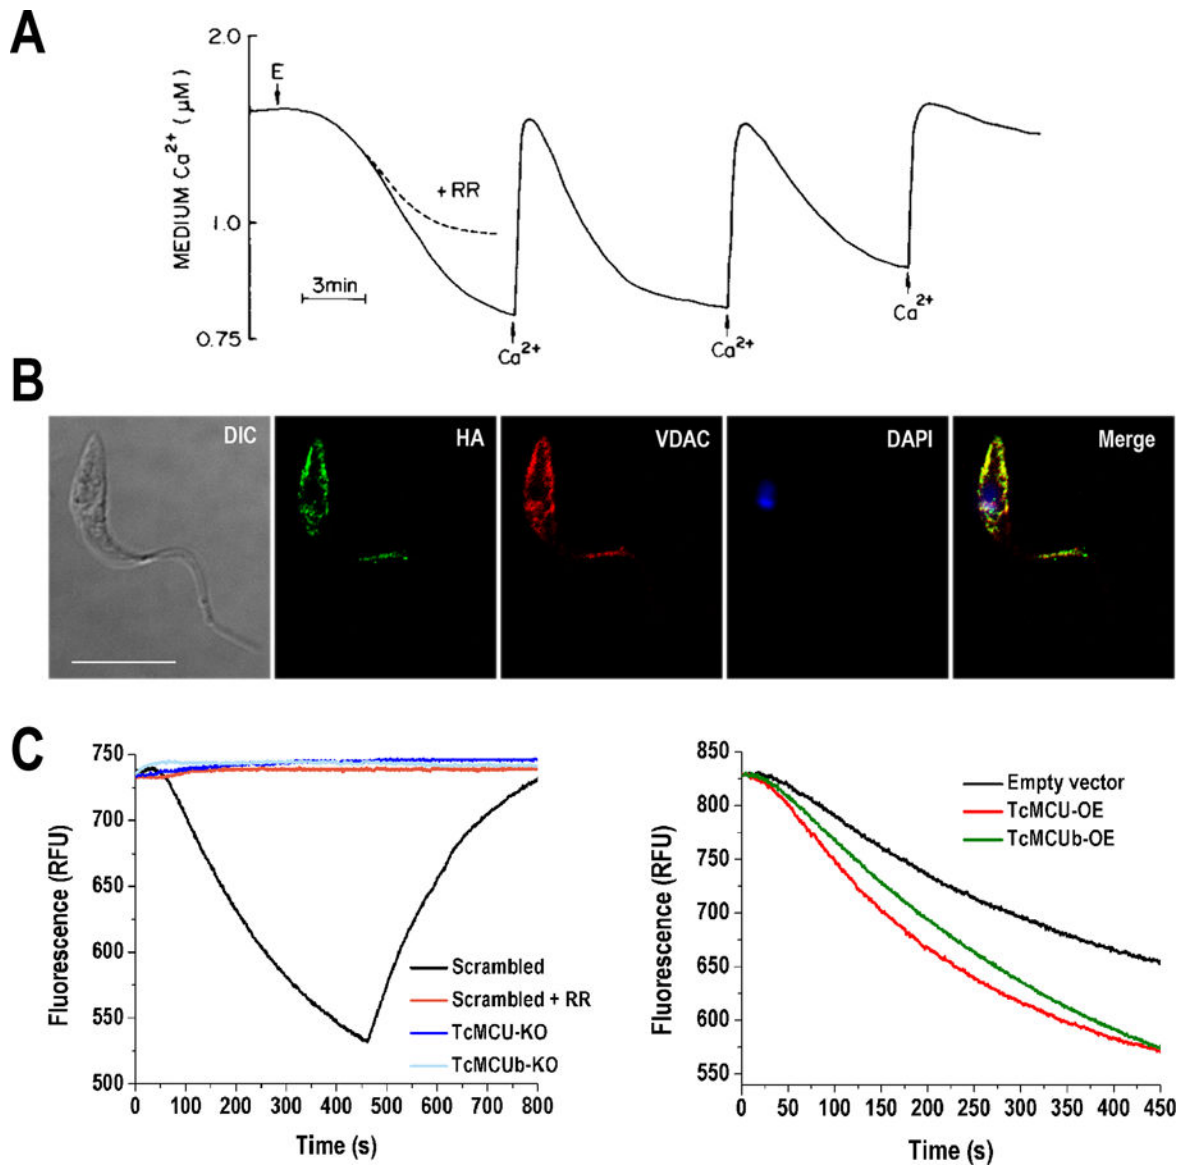 A
MEDIUM Ca²⁺ (μM)
2.0
1.0
0.75
E
+ RR
3min
Ca²⁺
Ca²⁺
Ca²⁺
B
DIC
HA
VDAC
DAPI
Merge
C
Fluorescence (RFU)
750
700
650
600
550
500
0 100 200 300 400 500 600 700 800
Time (s)
Scrambled
Scrambled + RR
TcMCU-KO
TcMCUb-KO
Fluorescence (RFU)
850
800
750
700
650
600
550
0 50 100 150 200 250 300 350 400 450
Time (s)
Empty vector
TcMCU-OE
TcMCUb-OE